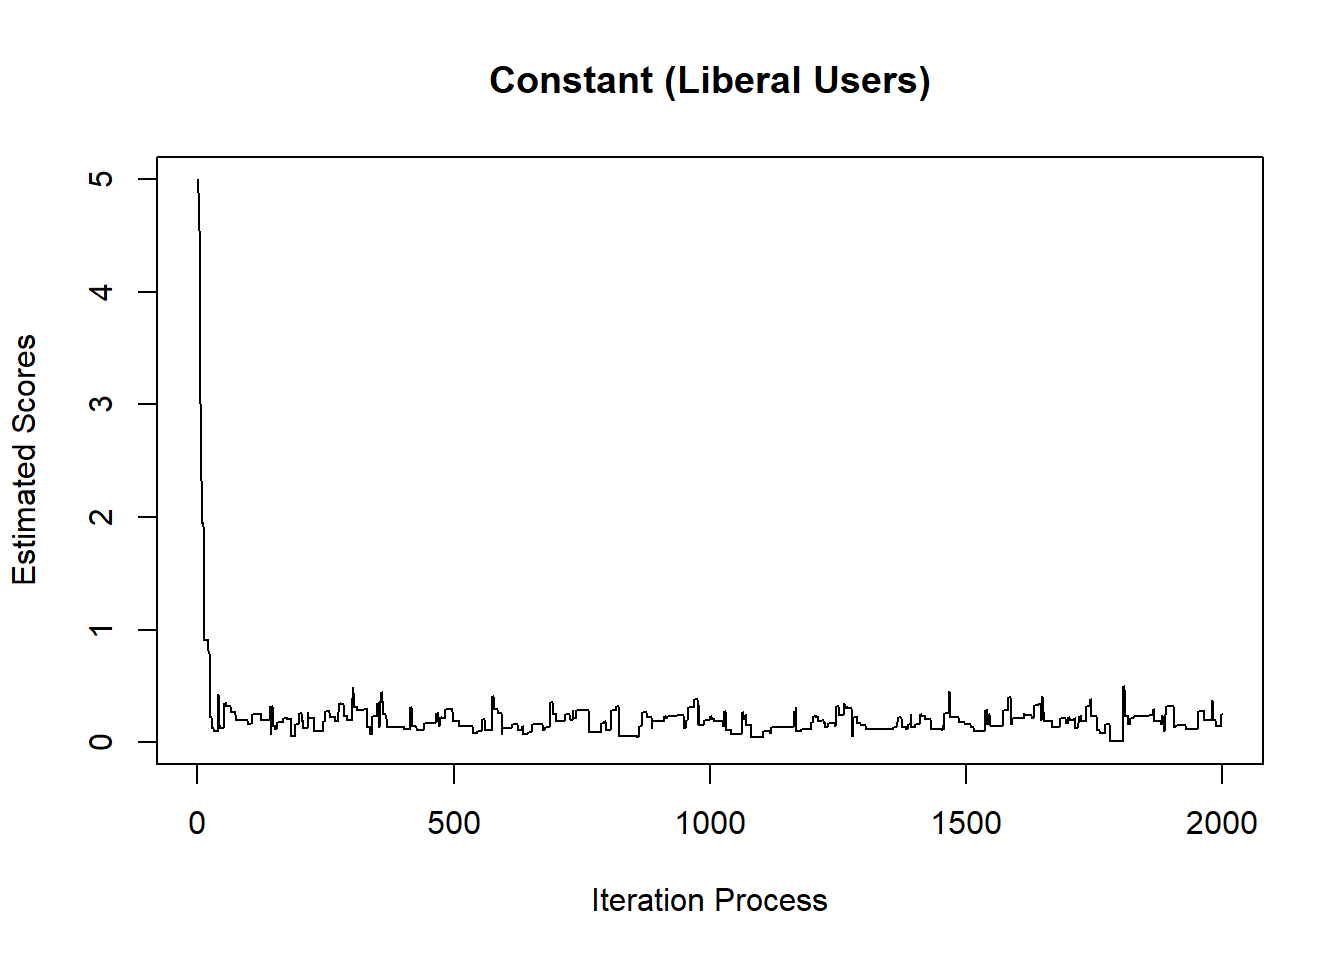 Constant (Liberal Users)
5
4
3
2
1
0
Estimated Scores
0 500 1000 1500 2000
Iteration Process